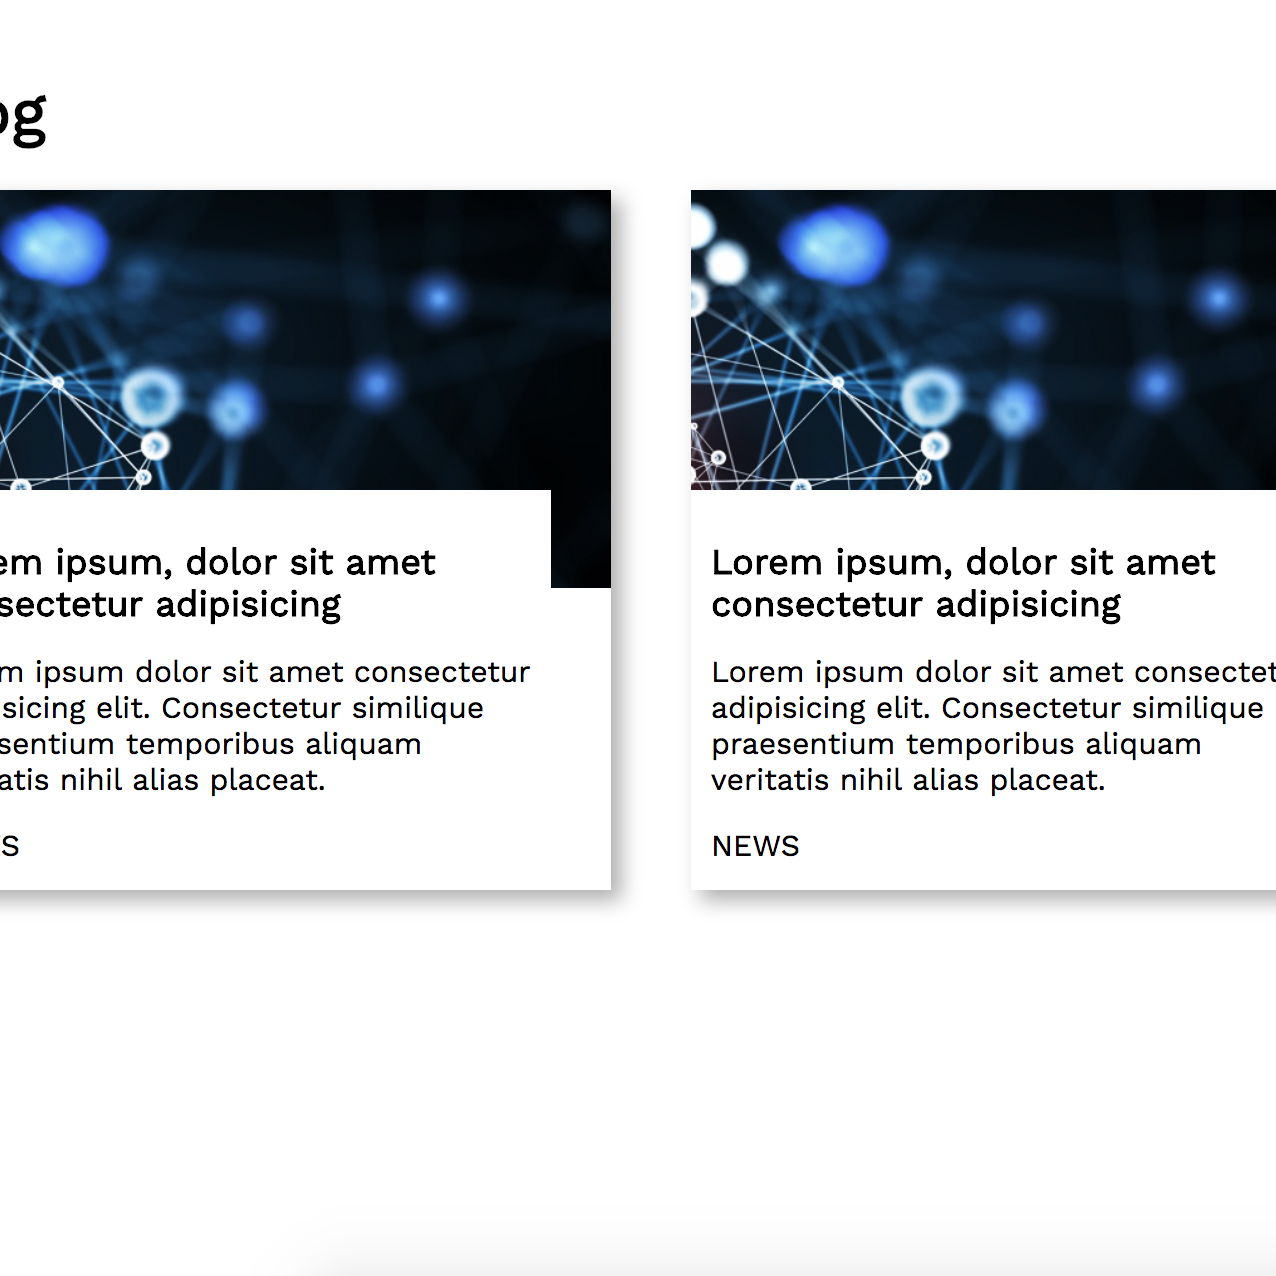 og
em ipsum, dolor sit amet
sectetur adipisicing
m ipsum dolor sit amet consectetur
sicing elit. Consectetur similique
sentium temporibus aliquam
atis nihil alias placeat.
S
Lorem ipsum, dolor sit amet
consectetur adipisicing
Lorem ipsum dolor sit amet consectet
adipisicing elit. Consectetur similique
praesentium temporibus aliquam
veritatis nihil alias placeat.
NEWS